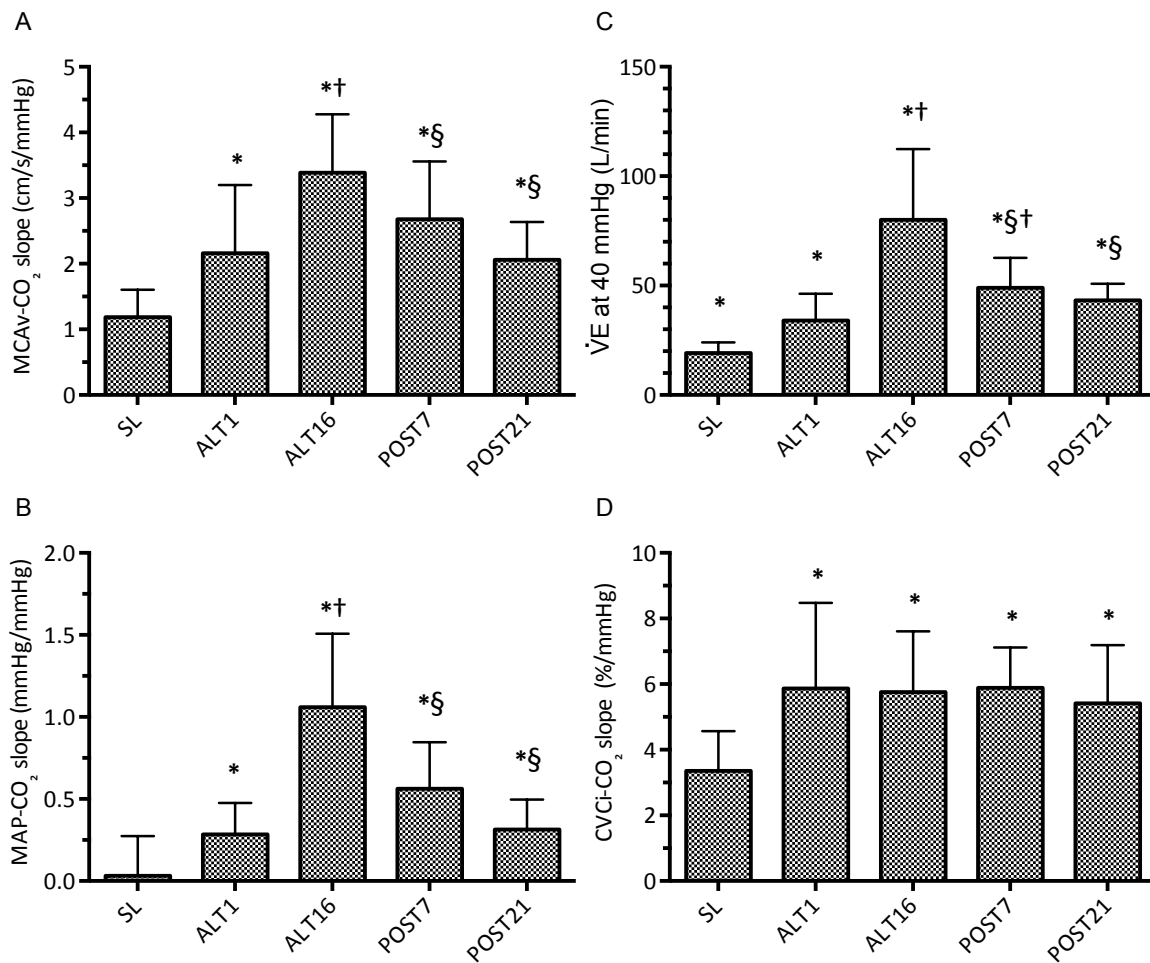 A
MCAv-CO₂ slope (cm/s/mmHg)
5
4
3
2
1
0
*
*†
*§
*§
SL
ALT1
ALT16
POST7
POST21
C
V̇E at 40 mmHg (L/min)
150
100
50
0
*
*
*†
*§†
*§
SL
ALT1
ALT16
POST7
POST21
B
MAP-CO₂ slope (mmHg/mmHg)
2.0
1.5
1.0
0.5
0.0
*
*†
*§
*§
SL
ALT1
ALT16
POST7
POST21
D
CVCi-CO₂ slope (%/mmHg)
10
8
6
4
2
0
*
*
*
*
SL
ALT1
ALT16
POST7
POST21